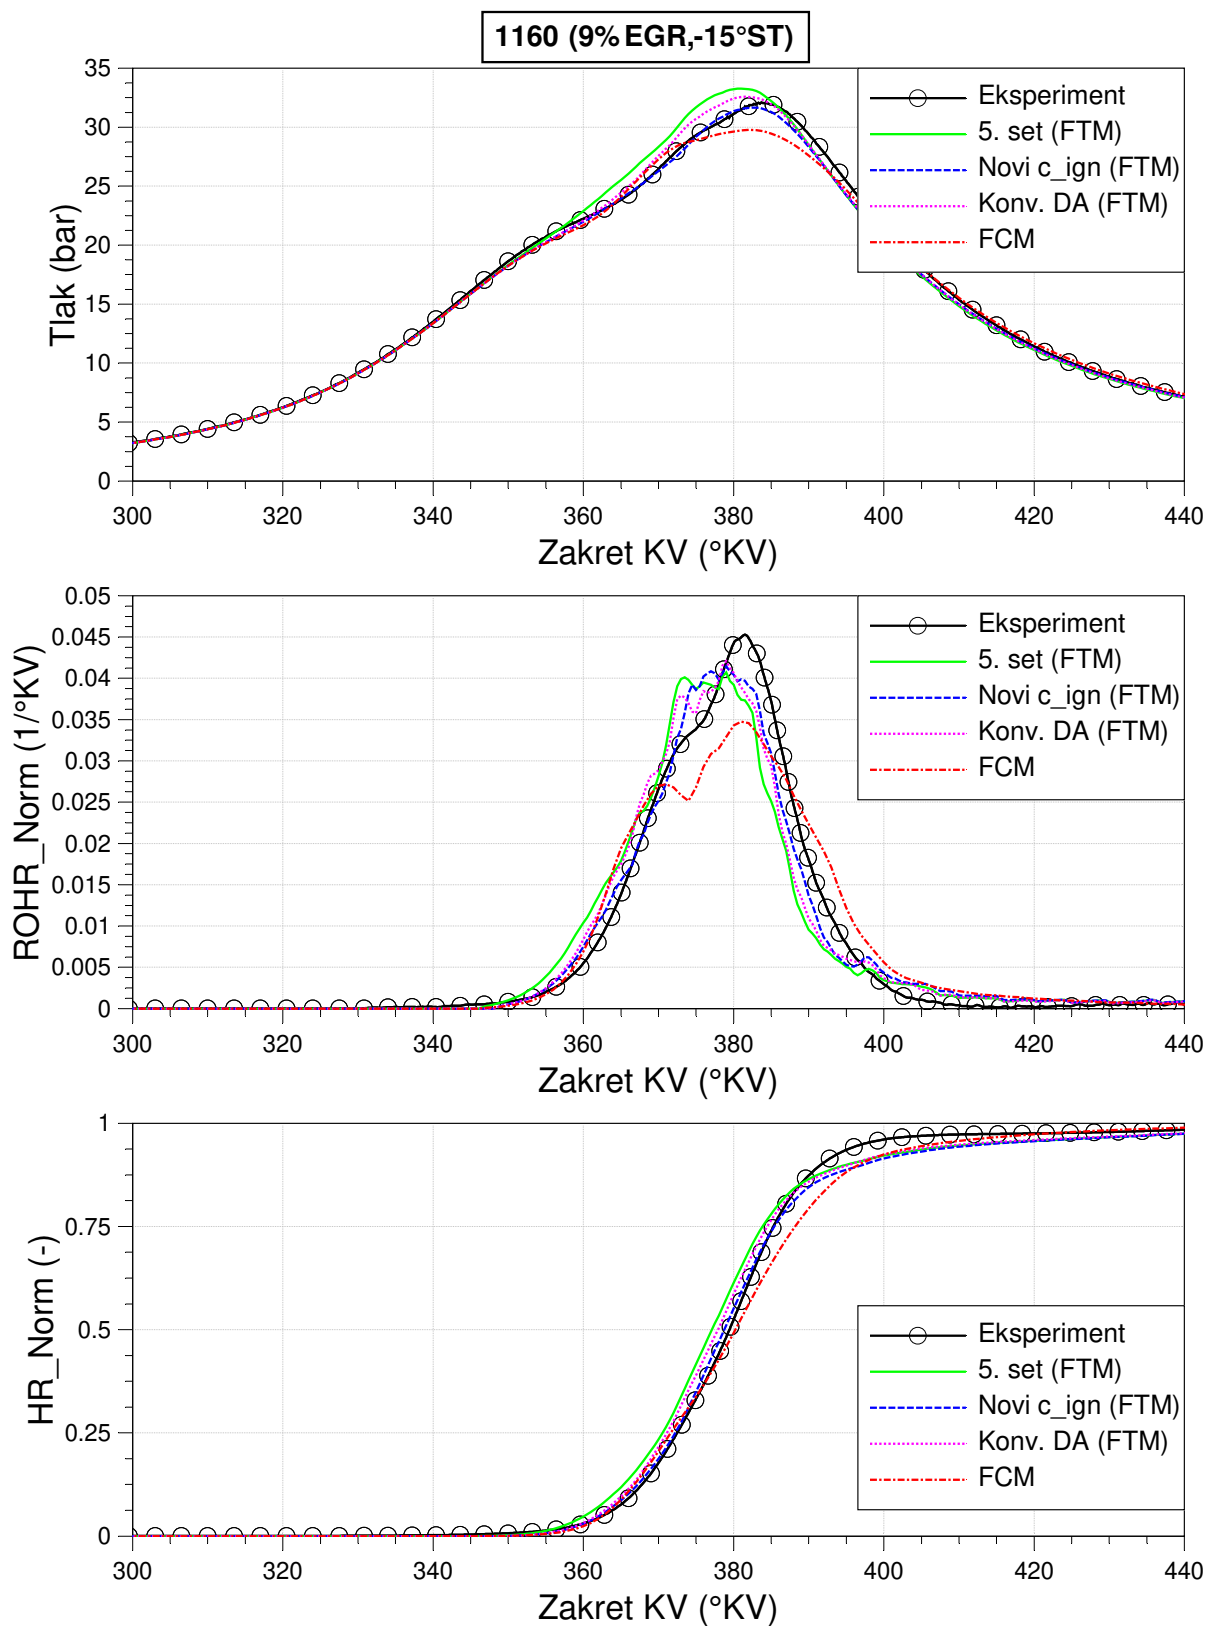 1160 (9% EGR,-15°ST)
35
30
25
20
15
10
5
0
Tlak (bar)
Eksperiment
5. set (FTM)
Novi c_ign (FTM)
Konv. DA (FTM)
FCM
300 320 340 360 380 400 420 440
Zakret KV (°KV)
0.05
0.045
0.04
0.035
0.03
0.025
0.02
0.015
0.01
0.005
0
ROHR_Norm (1/°KV)
Eksperiment
5. set (FTM)
Novi c_ign (FTM)
Konv. DA (FTM)
FCM
300 320 340 360 380 400 420 440
Zakret KV (°KV)
1
0.75
0.5
0.25
0
HR_Norm (-)
Eksperiment
5. set (FTM)
Novi c_ign (FTM)
Konv. DA (FTM)
FCM
300 320 340 360 380 400 420 440
Zakret KV (°KV)